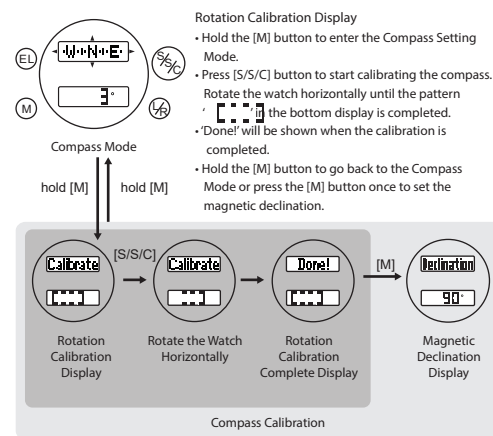 Rotation Calibration Display
• Hold the [M] button to enter the Compass Setting
Mode.
• Press [S/S/C] button to start calibrating the compass.
Rotate the watch horizontally until the pattern
‘ ’ in the bottom display is completed.
• ‘Done!’ will be shown when the calibration is
completed.
• Hold the [M] button to go back to the Compass
Mode or press the [M] button once to set the
magnetic declination.
EL
S/S/C
M
L/R
·W·I·N·I·E·
3°
Compass Mode
hold [M]
hold [M]
Calibrate
[S/S/C]
Calibrate
Done!
[M]
Declination
90°
Rotation
Calibration
Display
Rotate the Watch
Horizontally
Rotation
Calibration
Complete Display
Magnetic
Declination
Display
Compass Calibration